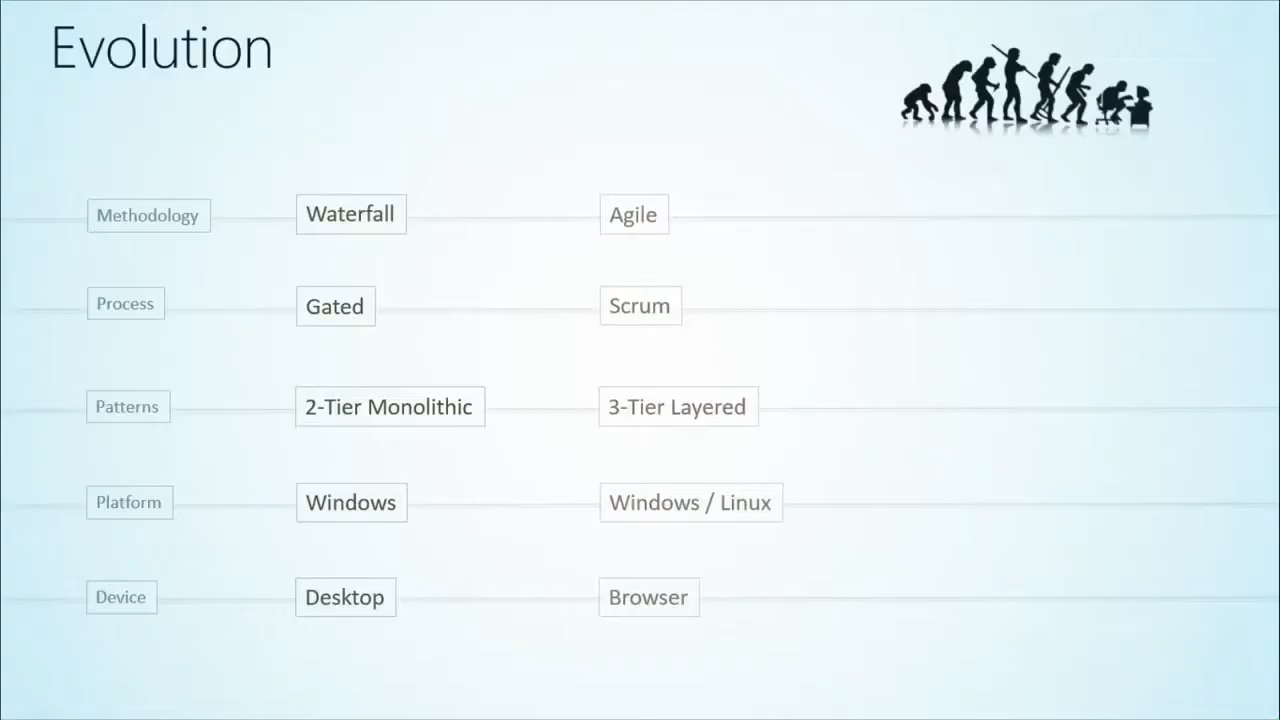 Evolution
Methodology Waterfall Agile
Process Gated Scrum
Patterns 2-Tier Monolithic 3-Tier Layered
Platform Windows Windows / Linux
Device Desktop Browser